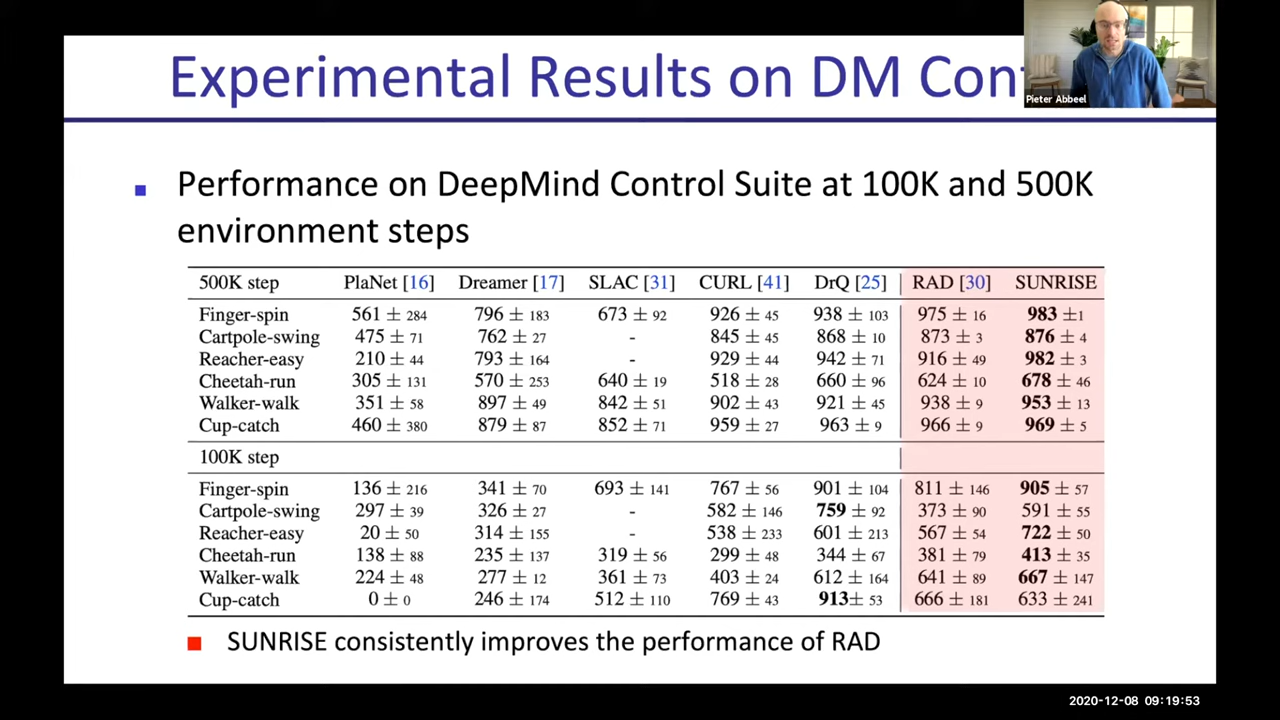 Experimental Results on DM Con
Pieter Abbeel
Performance on DeepMind Control Suite at 100K and 500K
environment steps
500K step PlaNet [16] Dreamer [17] SLAC [31] CURL [41] DrQ [25] RAD [30] SUNRISE
Finger-spin 561 ± 284 796 ± 183 673 ± 92 926 ± 45 938 ± 103 975 ± 16 983 ±1
Cartpole-swing 475 ± 71 762 ± 27 - 845 ± 45 868 ± 10 873 ± 3 876 ± 4
Reacher-easy 210 ± 44 793 ± 164 - 929 ± 44 942 ± 71 916 ± 49 982 ± 3
Cheetah-run 305 ± 131 570 ± 253 640 ± 19 518 ± 28 660 ± 96 624 ± 10 678 ± 46
Walker-walk 351 ± 58 897 ± 49 842 ± 51 902 ± 43 921 ± 45 938 ± 9 953 ± 13
Cup-catch 460 ± 380 879 ± 87 852 ± 71 959 ± 27 963 ± 9 966 ± 9 969 ± 5
100K step
Finger-spin 136 ± 216 341 ± 70 693 ± 141 767 ± 56 901 ± 104 811 ± 146 905 ± 57
Cartpole-swing 297 ± 39 326 ± 27 - 582 ± 146 759 ± 92 373 ± 90 591 ± 55
Reacher-easy 20 ± 50 314 ± 155 - 538 ± 233 601 ± 213 567 ± 54 722 ± 50
Cheetah-run 138 ± 88 235 ± 137 319 ± 56 299 ± 48 344 ± 67 381 ± 79 413 ± 35
Walker-walk 224 ± 48 277 ± 12 361 ± 73 403 ± 24 612 ± 164 641 ± 89 667 ± 147
Cup-catch 0 ± 0 246 ± 174 512 ± 110 769 ± 43 913± 53 666 ± 181 633 ± 241
SUNRISE consistently improves the performance of RAD
2020-12-08 09:19:53